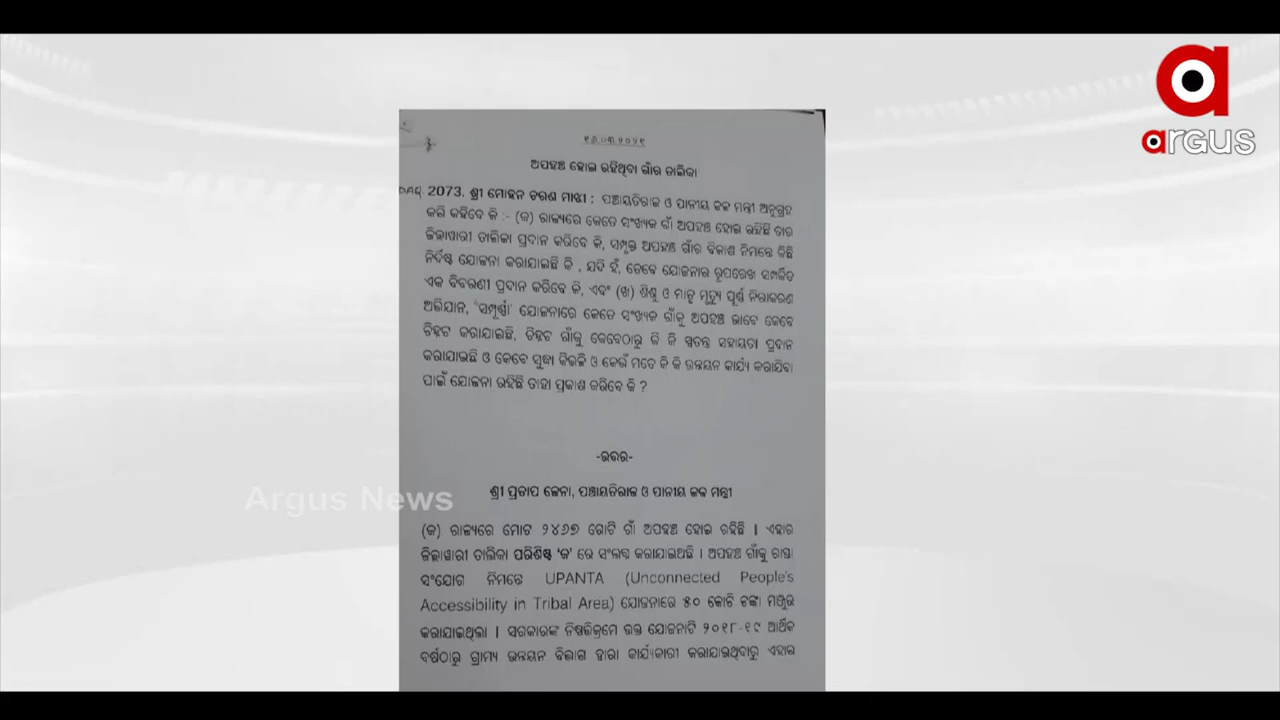 argus
୧୬.୦୩.୨୦୨୧
ଅପହଞ୍ଚ ହୋଇ ରହିଥିବା ଗାଁର ତାଲିକା
2073. ଶ୍ରୀ ମୋହନ ଚରଣ ମାଝୀ : ପଞ୍ଚାୟତିରାଜ ଓ ପାନୀୟ ଜଳ ମନ୍ତ୍ରୀ ଅନୁଗ୍ରହ
କରି କହିବେ କି :- (କ) ରାଜ୍ୟରେ କେତେ ସଂଖ୍ୟକ ଗାଁ ଅପହଞ୍ଚ ହୋଇ ରହିଛି ତାର
ଜିଲ୍ଲାୱାରୀ ତାଲିକା ପ୍ରଦାନ କରିବେ କି, ସମ୍ପୃକ୍ତ ଅପହଞ୍ଚ ଗାଁର ବିକାଶ ନିମନ୍ତେ କିଛି
ନିର୍ଦିଷ୍ଟ ଯୋଜନା କରାଯାଇଛି କି , ଯଦି ହଁ, ତେବେ ଯୋଜନାର ରୂପରେଖ ସମ୍ପର୍କିତ
ଏକ ବିବରଣୀ ପ୍ରଦାନ କରିବେ କି, ଏବଂ (ଖ) ଶିଶୁ ଓ ମାତୃ ମୃତ୍ୟୁ ପୂର୍ଣ୍ଣ ନିରାକରଣ
ଅଭିଯାନ, "ସମ୍ପୂର୍ଣ୍ଣା' ଯୋଜନାରେ କେତେ ସଂଖ୍ୟକ ଗାଁକୁ ଅପହଞ୍ଚ ଭାବେ କେବେ
ଚିହ୍ନଟ କରାଯାଇଛି, ଚିହ୍ନଟ ଗାଁକୁ କେବେଠାରୁ କି କି ସ୍ୱତନ୍ତ୍ର ସହାୟତା ପ୍ରଦାନ
କରାଯାଉଛି ଓ କେବେ ସୁଦ୍ଧା କିଭଳି ଓ କେଉଁ ମତେ କି କି ଉନ୍ନୟନ କାର୍ଯ୍ୟ କରାଯିବା
ପାଇଁ ଯୋଜନା ରହିଛି ତାହା ପ୍ରକାଶ କରିବେ କି ?
-ଉତ୍ତର-
ଶ୍ରୀ ପ୍ରତାପ ଜେନା, ପଞ୍ଚାୟତିରାଜ ଓ ପାନୀୟ ଜଳ ମନ୍ତ୍ରୀ
Argus News
(କ) ରାଜ୍ୟରେ ମୋଟ ୨୪୬୭ ଗୋଟି ଗାଁ ଅପହଞ୍ଚ ହୋଇ ରହିଛି । ଏହାର
ଜିଲ୍ଲାୱାରୀ ତାଲିକା ପରିଶିଷ୍ଟ 'କ' ରେ ସଂଲଗ୍ନ କରାଯାଇଅଛି । ଅପହଞ୍ଚ ଗାଁକୁ ରାସ୍ତା
ସଂଯୋଗ ନିମନ୍ତେ UPANTA (Unconnected People's
Accessibility in Tribal Area) ଯୋଜନାରେ ୫୦ କୋଟି ଟଙ୍କା ମଞ୍ଜୁର
କରାଯାଇଥିଲା । ସରକାରଙ୍କ ନିଷ୍ପତ୍ତିକ୍ରମେ ଉକ୍ତ ଯୋଜନାଟି ୨୦୧୮-୧୯ ଆର୍ଥିକ
ବର୍ଷଠାରୁ ଗ୍ରାମ୍ୟ ଉନ୍ନୟନ ବିଭାଗ ଦ୍ୱାରା କାର୍ଯ୍ୟକାରୀ କରାଯାଉଥିବାରୁ ଏହାର